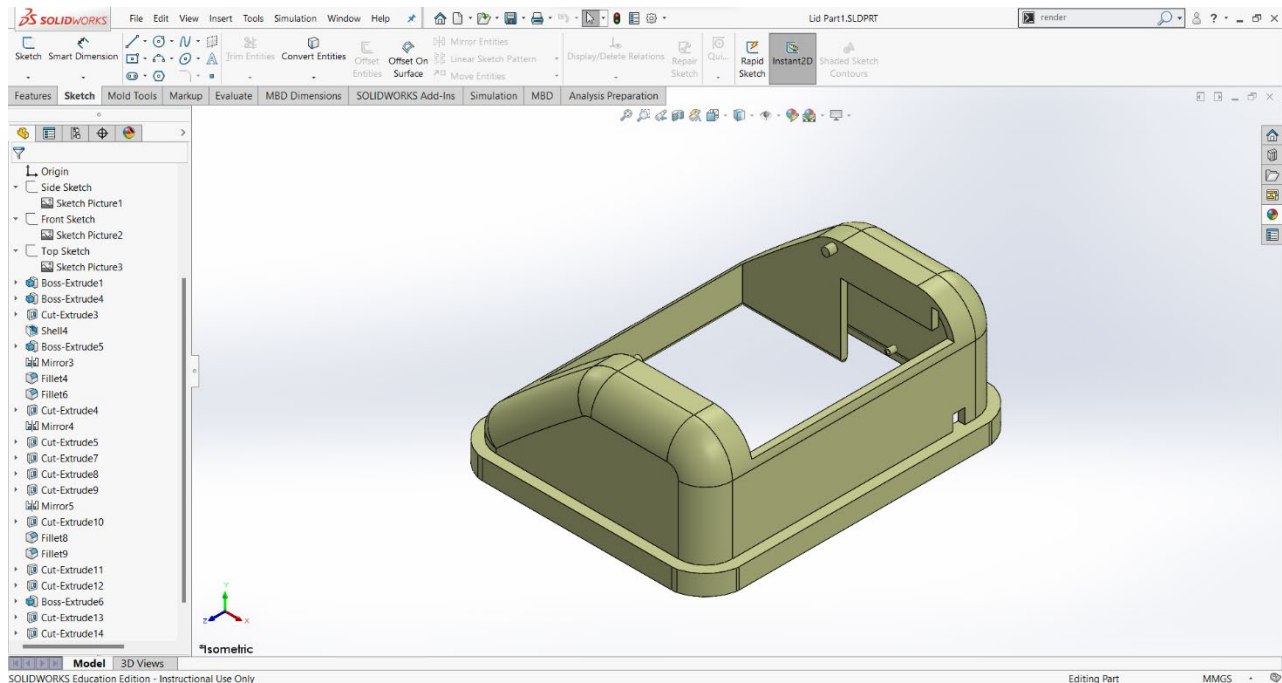 SOLIDWORKS File Edit View Insert Tools Simulation Window Help Lid Part1.SLDPRT render
Sketch Smart Dimension Trim Entities Convert Entities Offset Entities Offset On Surface Mirror Entities Linear Sketch Pattern Move Entities Display/Delete Relations Repair Sketch Qui... Rapid Sketch Instant2D Shaded Sketch Contours
Features Sketch Mold Tools Markup Evaluate MBD Dimensions SOLIDWORKS Add-Ins Simulation MBD Analysis Preparation
Origin
Side Sketch
Sketch Picture1
Front Sketch
Sketch Picture2
Top Sketch
Sketch Picture3
Boss-Extrude1
Boss-Extrude4
Cut-Extrude3
Shell4
Boss-Extrude5
Mirror3
Fillet4
Fillet6
Cut-Extrude4
Mirror4
Cut-Extrude5
Cut-Extrude7
Cut-Extrude8
Cut-Extrude9
Mirror5
Cut-Extrude10
Fillet8
Fillet9
Cut-Extrude11
Cut-Extrude12
Boss-Extrude6
Cut-Extrude13
Cut-Extrude14
Y
Z X
*Isometric
Model 3D Views
SOLIDWORKS Education Edition - Instructional Use Only Editing Part MMGS